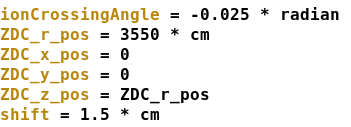 ionCrossingAngle = -0.025 * radian
ZDC_r_pos = 3550 * cm
ZDC_x_pos = 0
ZDC_y_pos = 0
ZDC_z_pos = ZDC_r_pos
shift = 1.5 * cm